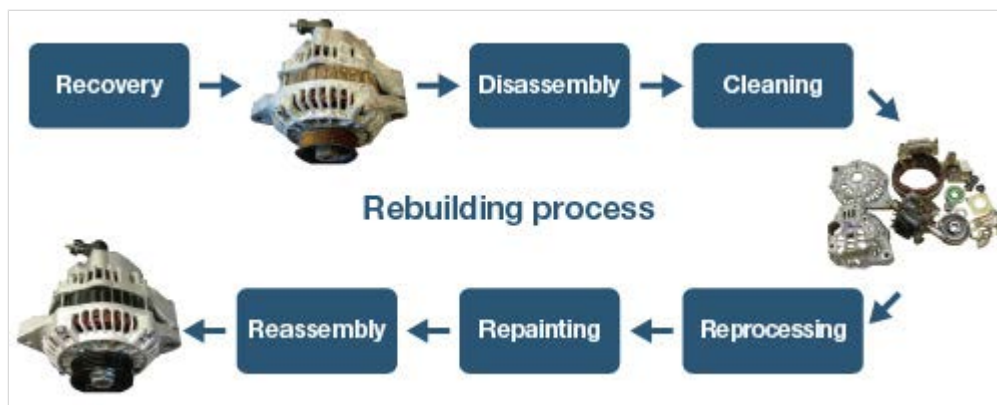 Recovery
Disassembly
Cleaning
Rebuilding process
Reassembly
Repainting
Reprocessing